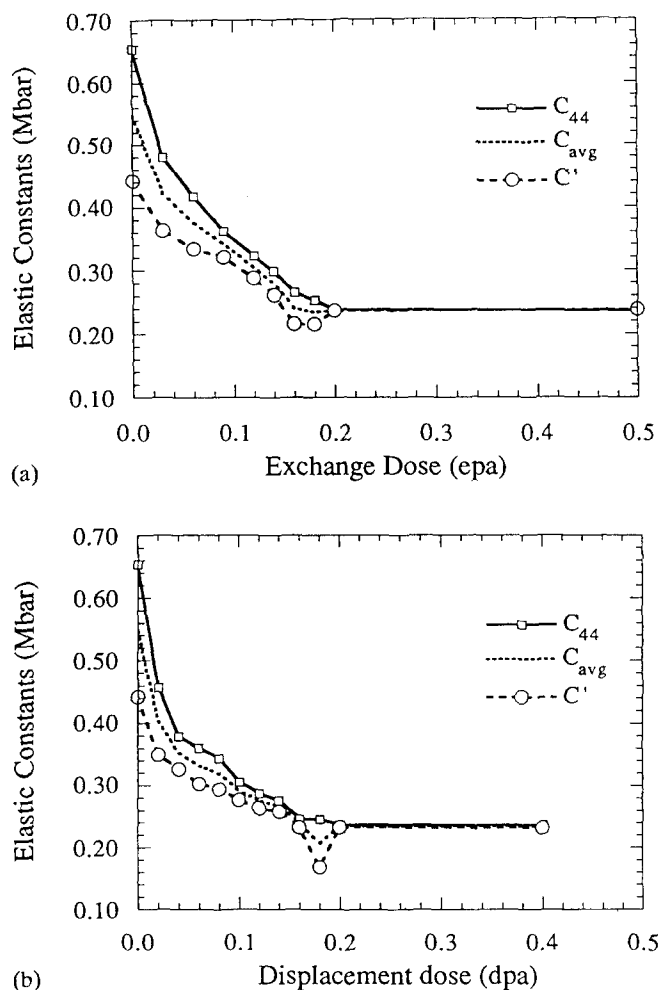 0.70
0.60
0.50
0.40
0.30
0.20
0.10
Elastic Constants (Mbar)
C44
Cavg
C'
0.0 0.1 0.2 0.3 0.4 0.5
Exchange Dose (epa)
(a)
0.70
0.60
0.50
0.40
0.30
0.20
0.10
Elastic Constants (Mbar)
C44
Cavg
C'
0.0 0.1 0.2 0.3 0.4 0.5
Displacement dose (dpa)
(b)